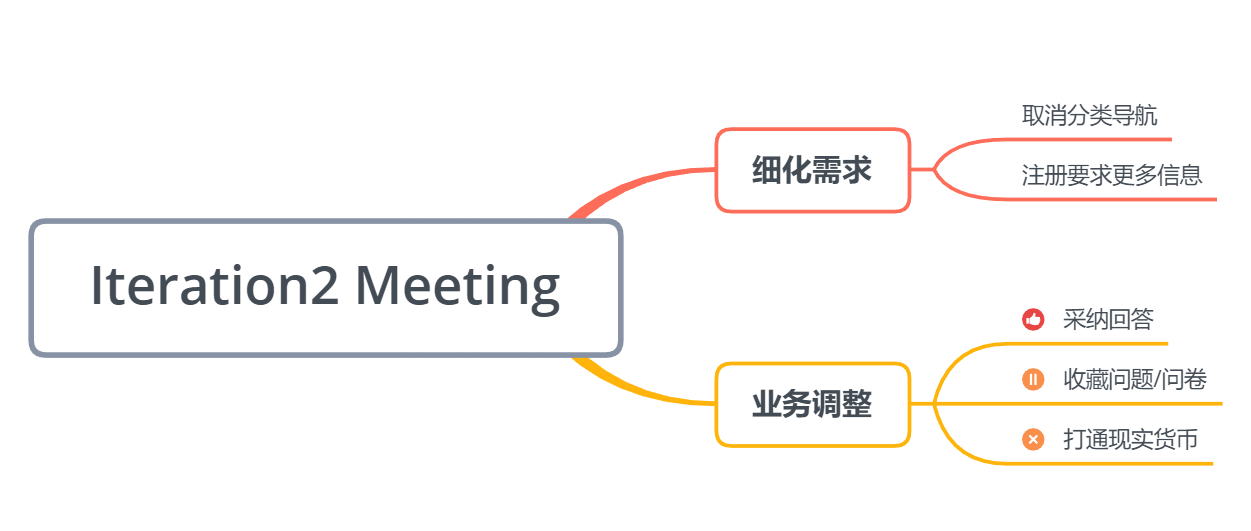 Iteration2 Meeting
细化需求
取消分类导航
注册要求更多信息
业务调整
采纳回答
收藏问题/问卷
打通现实货币